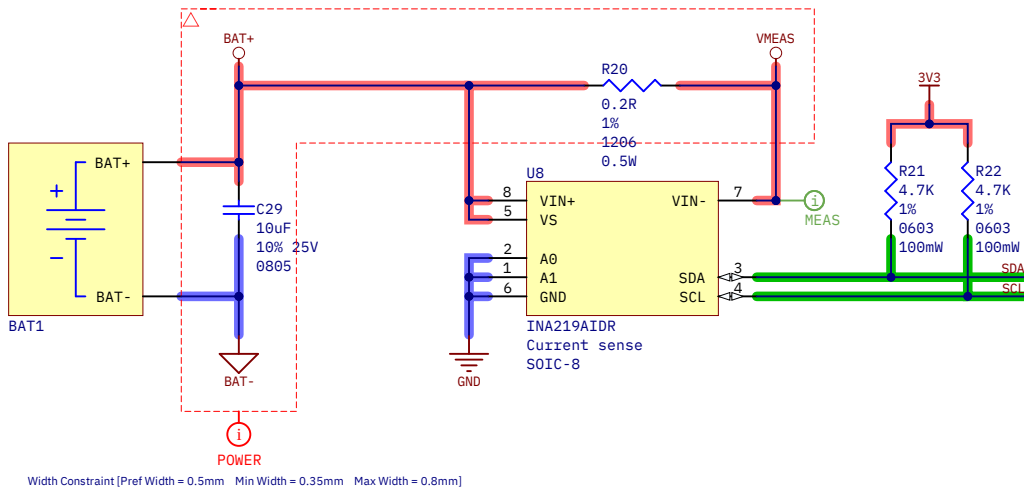 BAT+
VMEAS
R20
0.2R
1%
1206
0.5W
3V3
BAT+
+
−
BAT-
BAT1
C29
10uF
10% 25V
0805
BAT-
U8
8 VIN+
5 VS
2 A0
1 A1
6 GND
VIN- 7
SDA 3
SCL 4
INA219AIDR
Current sense
SOIC-8
GND
i
MEAS
R21
4.7K
1%
0603
100mW
R22
4.7K
1%
0603
100mW
SDA
SCL
i
POWER
Width Constraint [Pref Width = 0.5mm Min Width = 0.35mm Max Width = 0.8mm]